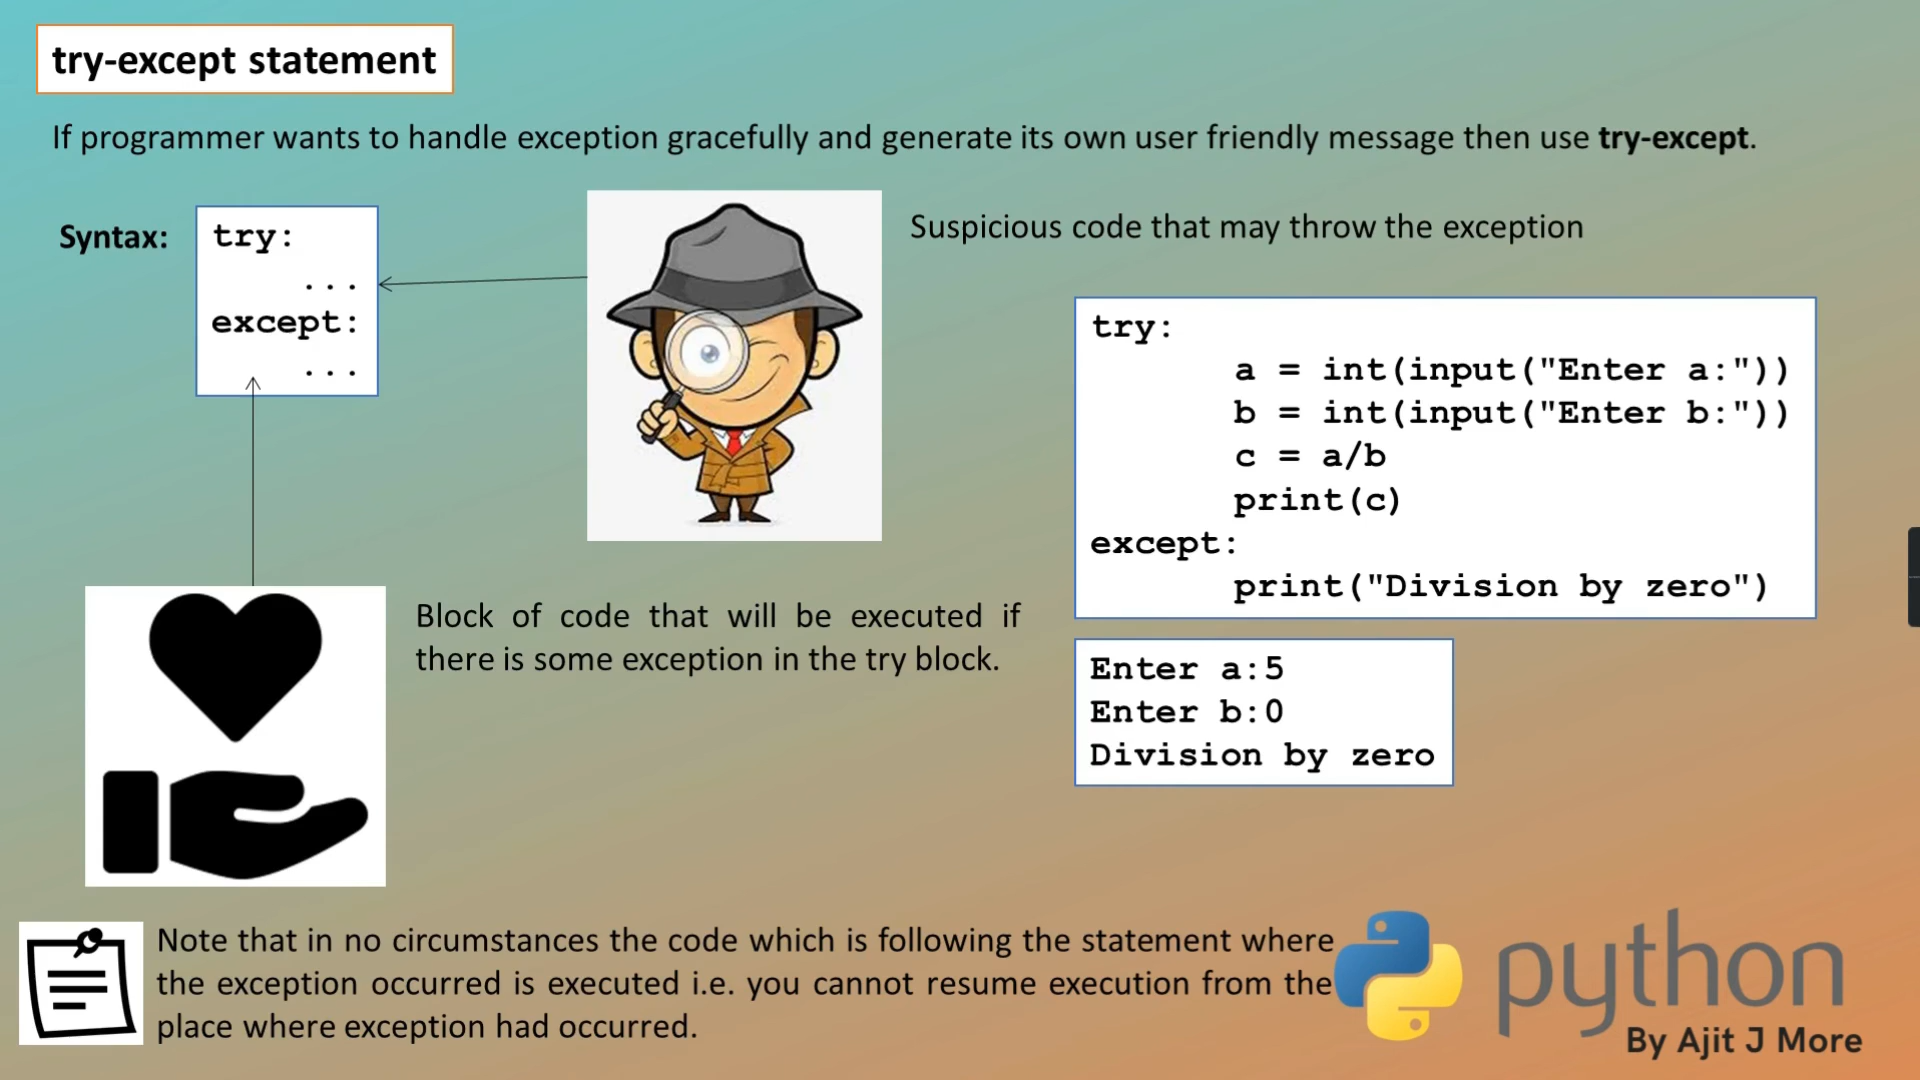 try-except statement
If programmer wants to handle exception gracefully and generate its own user friendly message then use try-except.
Syntax:
try:
...
except:
...
Suspicious code that may throw the exception
try:
a = int(input("Enter a:"))
b = int(input("Enter b:"))
c = a/b
print(c)
except:
print("Division by zero")
Block of code that will be executed if
there is some exception in the try block.
Enter a:5
Enter b:0
Division by zero
Note that in no circumstances the code which is following the statement where
the exception occurred is executed i.e. you cannot resume execution from the
place where exception had occurred.
python
By Ajit J More